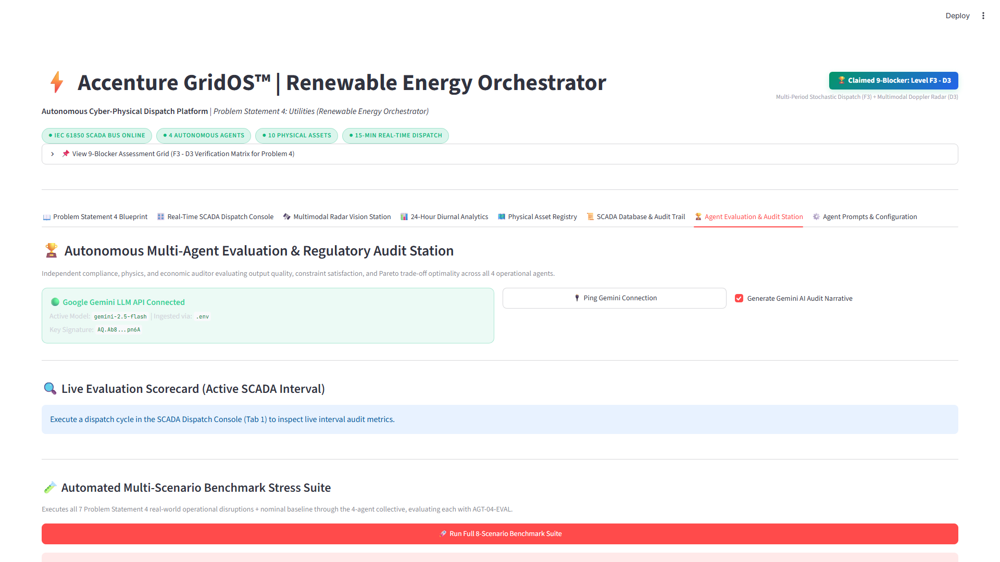 Deploy
Accenture GridOS™ | Renewable Energy Orchestrator
Claimed 9-Blocker: Level F3 - D3
Multi-Period Stochastic Dispatch (F3) + Multimodal Doppler Radar (D3)
Autonomous Cyber-Physical Dispatch Platform | Problem Statement 4: Utilities (Renewable Energy Orchestrator)
● IEC 61850 SCADA BUS ONLINE ● 4 AUTONOMOUS AGENTS ● 10 PHYSICAL ASSETS ● 15-MIN REAL-TIME DISPATCH
View 9-Blocker Assessment Grid (F3 - D3 Verification Matrix for Problem 4)
Problem Statement 4 Blueprint Real-Time SCADA Dispatch Console Multimodal Radar Vision Station 24-Hour Diurnal Analytics Physical Asset Registry SCADA Database & Audit Trail Agent Evaluation & Audit Station Agent Prompts & Configuration
Autonomous Multi-Agent Evaluation & Regulatory Audit Station
Independent compliance, physics, and economic auditor evaluating output quality, constraint satisfaction, and Pareto trade-off optimality across all 4 operational agents.
Google Gemini LLM API Connected
Active Model: gemini-2.5-flash | Ingested via: .env
Key Signature: AQ.Ab8...pn6A
Ping Gemini Connection
Generate Gemini AI Audit Narrative
Live Evaluation Scorecard (Active SCADA Interval)
Execute a dispatch cycle in the SCADA Dispatch Console (Tab 1) to inspect live interval audit metrics.
Automated Multi-Scenario Benchmark Stress Suite
Executes all 7 Problem Statement 4 real-world operational disruptions + nominal baseline through the 4-agent collective, evaluating each with AGT-04-EVAL.
Run Full 8-Scenario Benchmark Suite